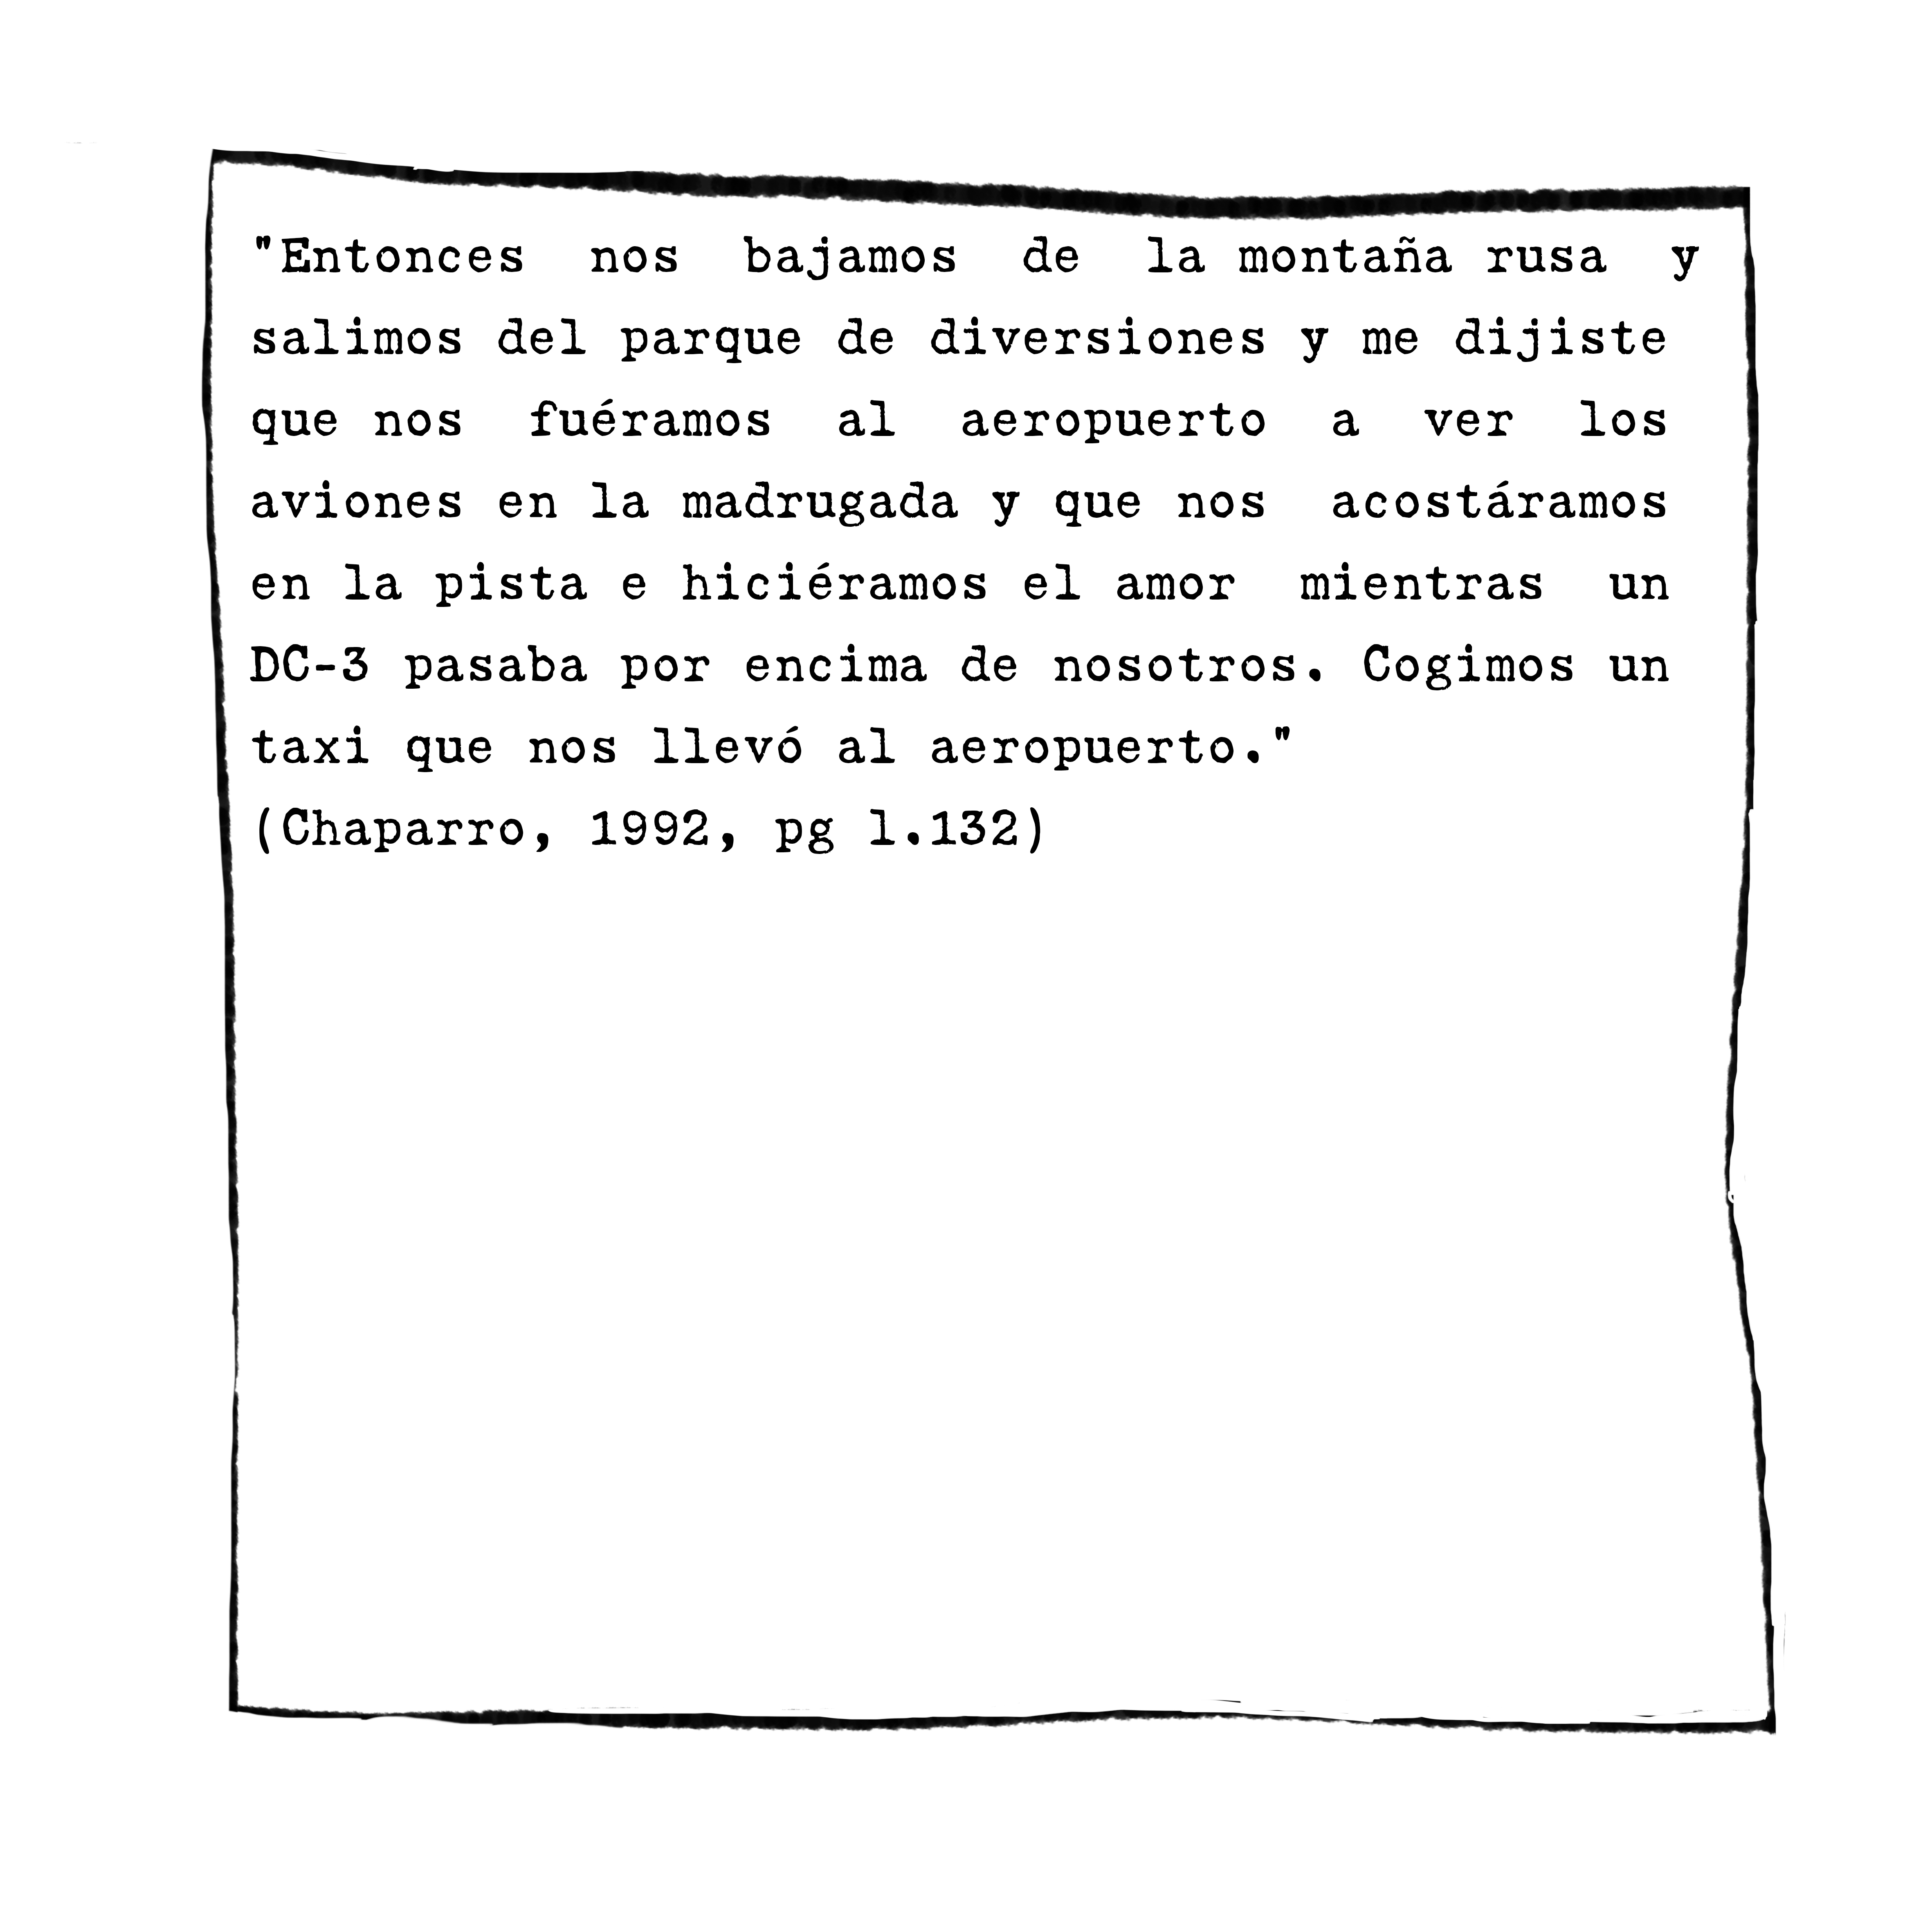 "Entonces nos bajamos de la montaña rusa y
salimos del parque de diversiones y me dijiste
que nos fuéramos al aeropuerto a ver los
aviones en la madrugada y que nos acostáramos
en la pista e hiciéramos el amor mientras un
DC-3 pasaba por encima de nosotros. Cogimos un
taxi que nos llevó al aeropuerto."
(Chaparro, 1992, pg l.132)